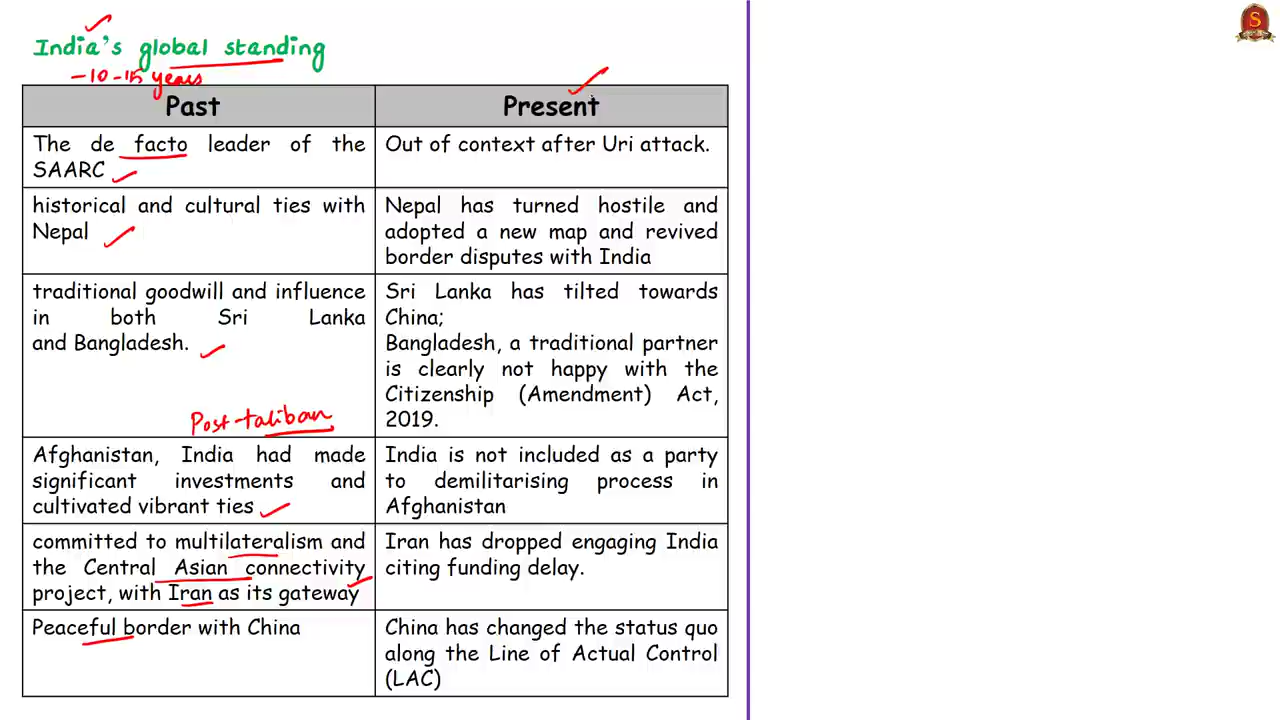 India's global standing
-10-15 years
Past
Present
The de facto leader of the
SAARC
Out of context after Uri attack.
historical and cultural ties with
Nepal
Nepal has turned hostile and
adopted a new map and revived
border disputes with India
traditional goodwill and influence
in both Sri Lanka
and Bangladesh.
Post-taliban
Sri Lanka has tilted towards
China;
Bangladesh, a traditional partner
is clearly not happy with the
Citizenship (Amendment) Act,
2019.
Afghanistan, India had made
significant investments and
cultivated vibrant ties
India is not included as a party
to demilitarising process in
Afghanistan
committed to multilateralism and
the Central Asian connectivity
project, with Iran as its gateway
Iran has dropped engaging India
citing funding delay.
Peaceful border with China
China has changed the status quo
along the Line of Actual Control
(LAC)
S